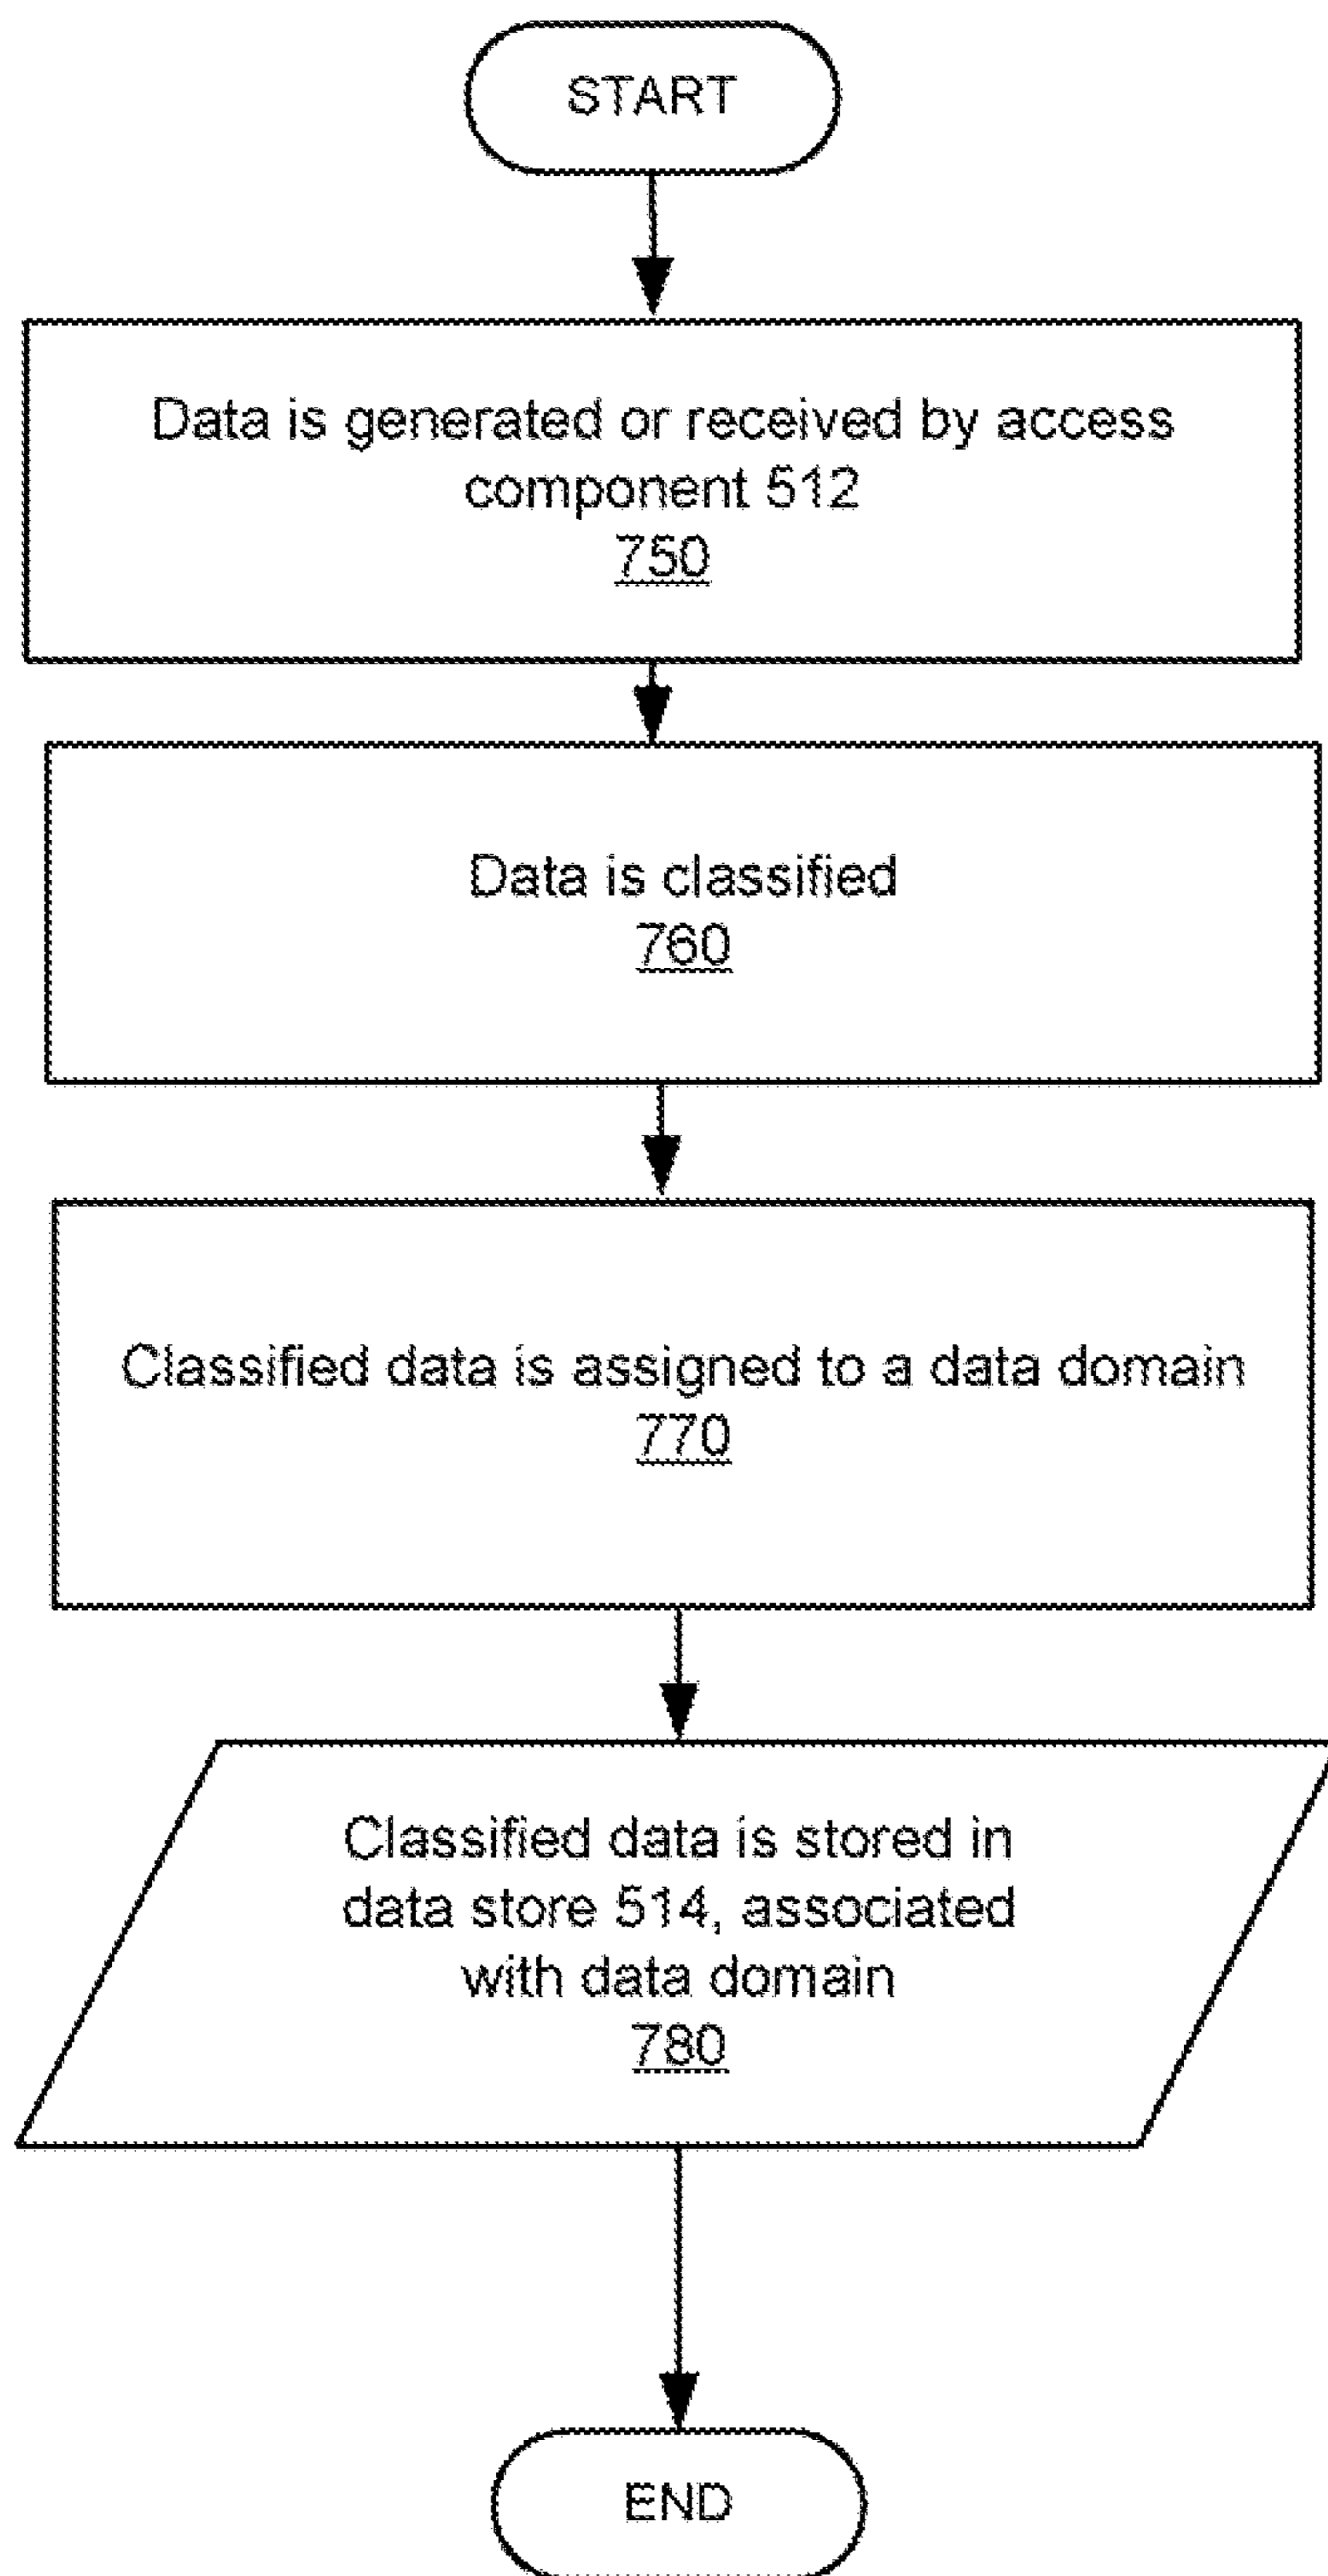 START
Data is generated or received by access
component 512
750
Data is classified
760
Classified data is assigned to a data domain
770
Classified data is stored in
data store 514, associated
with data domain
780
END